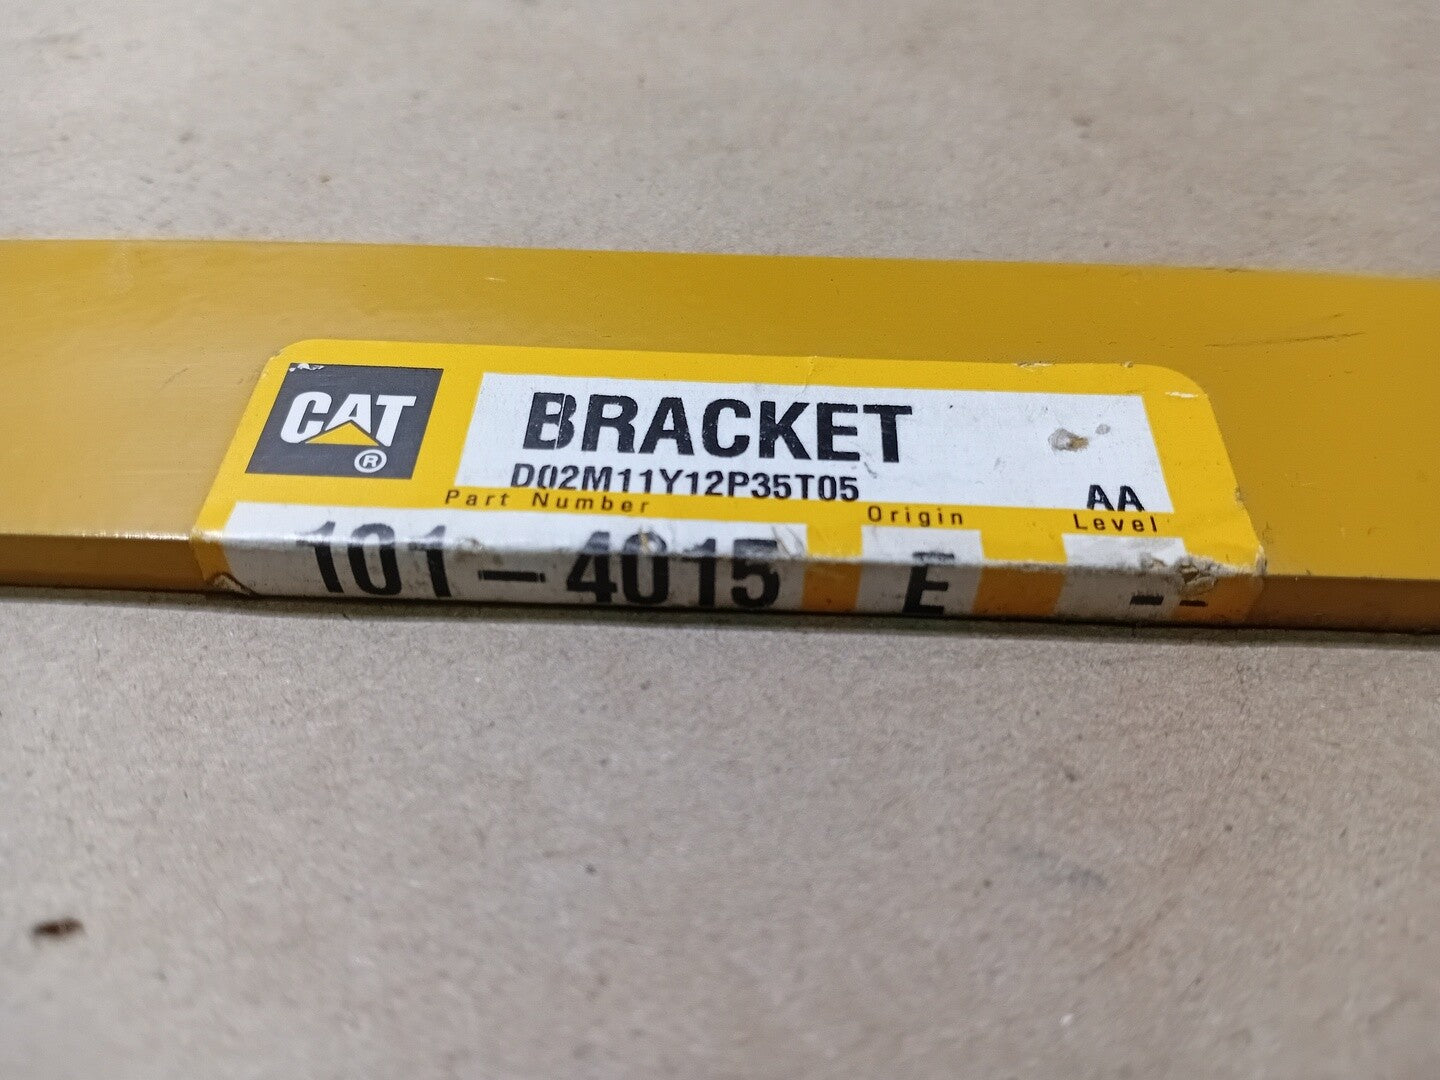 CAT ®
BRACKET
D02M11Y12P35T05 AA
Part Number Origin Level
101-4015 E --